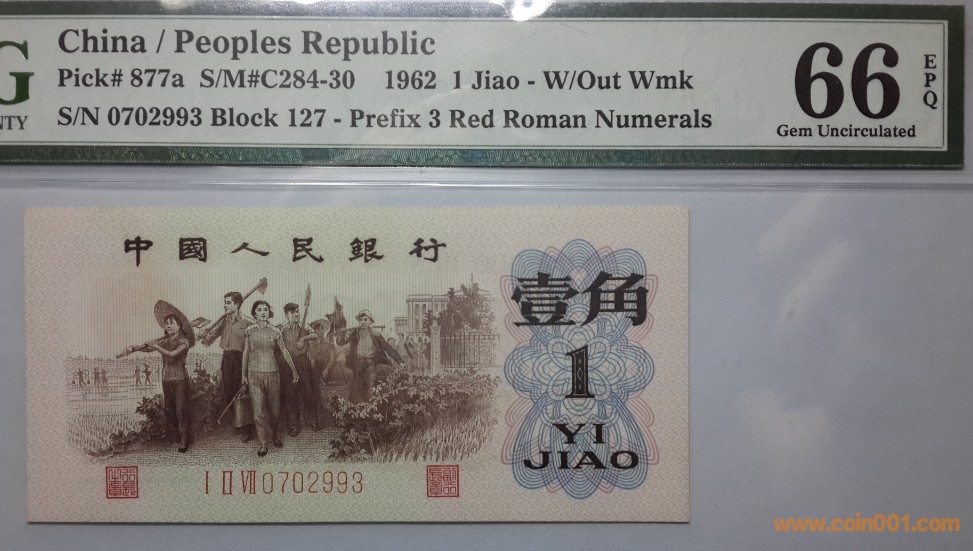 China / Peoples Republic
Pick# 877a S/M#C284-30 1962 1 Jiao - W/Out Wmk
S/N 0702993 Block 127 - Prefix 3 Red Roman Numerals
66
EPQ
Gem Uncirculated
G
NTY
中國人民銀行
壹角
1
YI
JIAO
I II VII 0702993
www.coin001.com